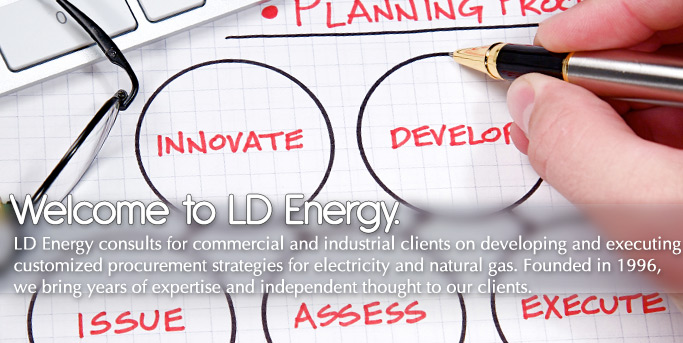 • PLANNING PROC
INNOVATE
DEVELOP
Welcome to LD Energy.
LD Energy consults for commercial and industrial clients on developing and executing
customized procurement strategies for electricity and natural gas. Founded in 1996,
we bring years of expertise and independent thought to our clients.
ISSUE
ASSESS
EXECUTE